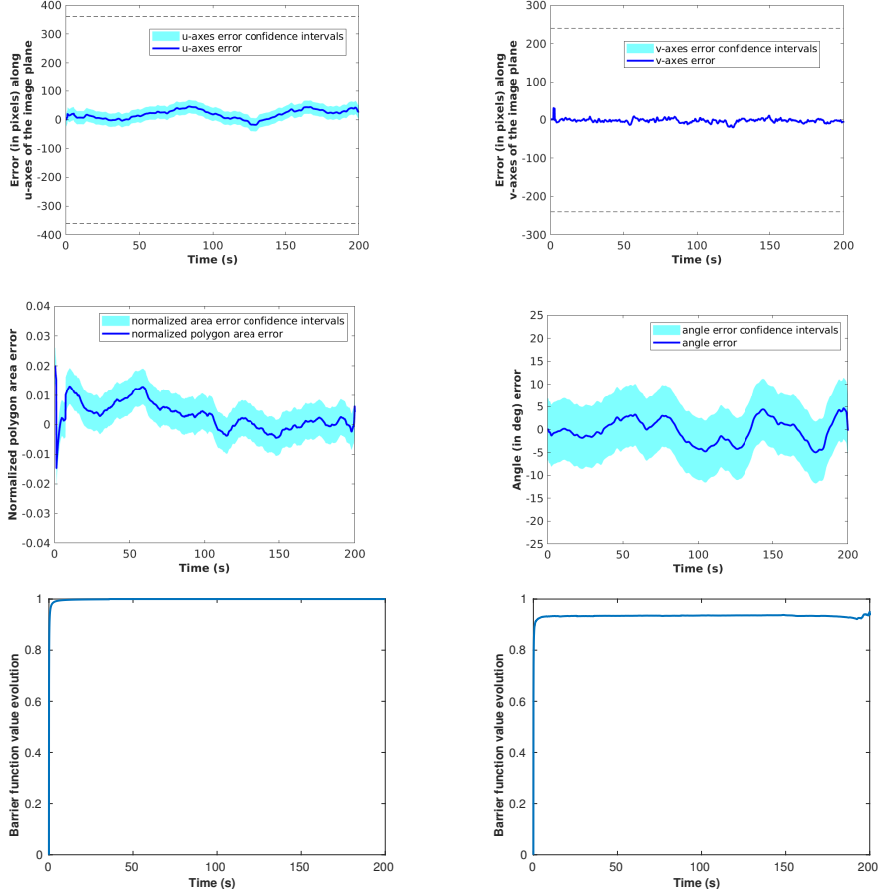 400
300
200
100
0
-100
-200
-300
-400
Error (in pixels) along
u-axes of the image plane
u-axes error confidence intervals
u-axes error
0 50 100 150 200
Time (s)
300
200
100
0
-100
-200
-300
Error (in pixels) along
v-axes of the image plane
v-axes error confidence intervals
v-axes error
0 50 100 150 200
Time (s)
0.04
0.03
0.02
0.01
0
-0.01
-0.02
-0.03
-0.04
Normalized polygon area error
normalized area error confidence intervals
normalized polygon area error
0 50 100 150 200
Time (s)
25
20
15
10
5
0
-5
-10
-15
-20
-25
Angle (in deg) error
angle error confidence intervals
angle error
0 50 100 150 200
Time (s)
1
0.8
0.6
0.4
0.2
0
Barrier function value evolution
0 50 100 150 200
Time (s)
1
0.8
0.6
0.4
0.2
0
Barrier function value evolution
0 50 100 150 200
Time (s)